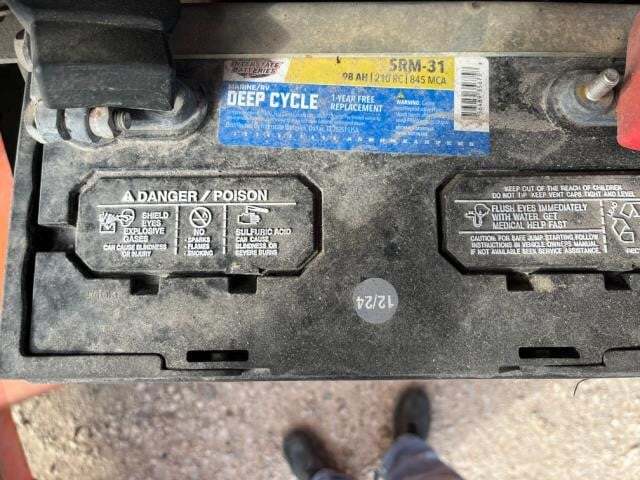 INTERSTATE
BATTERIES
SRM-31
98 AH | 210 RC | 845 MCA
MARINE/RV
DEEP CYCLE
1-YEAR FREE
REPLACEMENT
WARNING:
DANGER / POISON
SHIELD
EYES
EXPLOSIVE
GASES
CAN CAUSE BLINDNESS
OR INJURY
NO
SPARKS
FLAMES
SMOKING
SULFURIC ACID
CAN CAUSE
BLINDNESS OR
SEVERE BURNS
KEEP OUT OF THE REACH OF CHILDREN
DO NOT TIP KEEP VENT CAPS TIGHT AND LEVEL
FLUSH EYES IMMEDIATELY
WITH WATER. GET
MEDICAL HELP FAST
CAUTION: FOR SAFE JUMP STARTING FOLLOW
INSTRUCTIONS IN VEHICLE OWNERS MANUAL
IF NOT AVAILABLE SEEK SERVICE ASSISTANCE
12/24